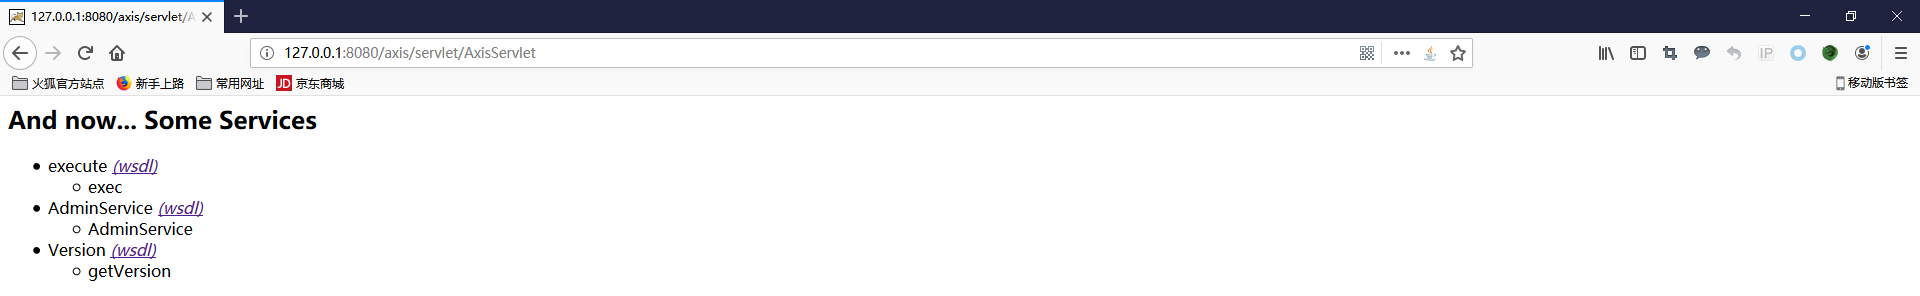 127.0.0.1:8080/axis/servlet/A
127.0.0.1:8080/axis/servlet/AxisServlet
IP
火狐官方站点 新手上路 常用网址 JD 京东商城 移动版书签
And now... Some Services
execute (wsdl)
exec
AdminService (wsdl)
AdminService
Version (wsdl)
getVersion